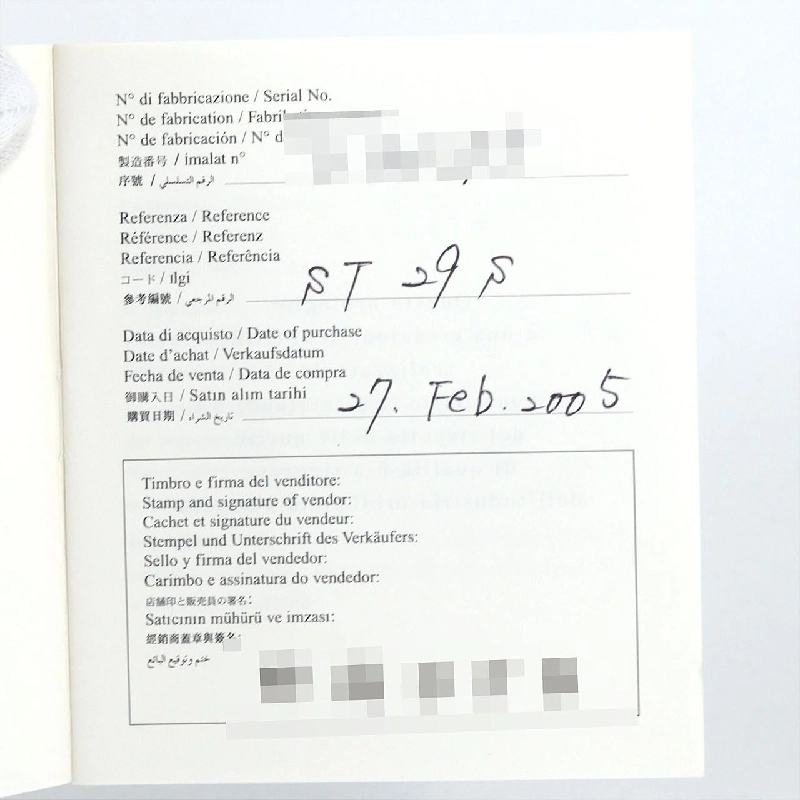 N° di fabbricazione / Serial No.
N° de fabrication /
N° de fabricación / N°
製造番号 / imalat n°
序號 / الرقم التسلسلي
Referenza / Reference
Référence / Referenz
Referencia / Referência
コード / ılgi
參考編號 / الرقم المرجعي
ST 29 S
Data di acquisto / Date of purchase
Date d'achat / Verkaufsdatum
Fecha de venta / Data de compra
御購入日 / Satın alım tarihi
購買日期 / تاريخ الشراء
27. Feb. 2005
Timbro e firma del venditore:
Stamp and signature of vendor:
Cachet et signature du vendeur:
Stempel und Unterschrift des Verkäufers:
Sello y firma del vendedor:
Carimbo e assinatura do vendedor:
店舗印と販売員の署名:
Satıcının mühürü ve imzası:
經銷商蓋章與簽名:
ختم وتوقيع البائع